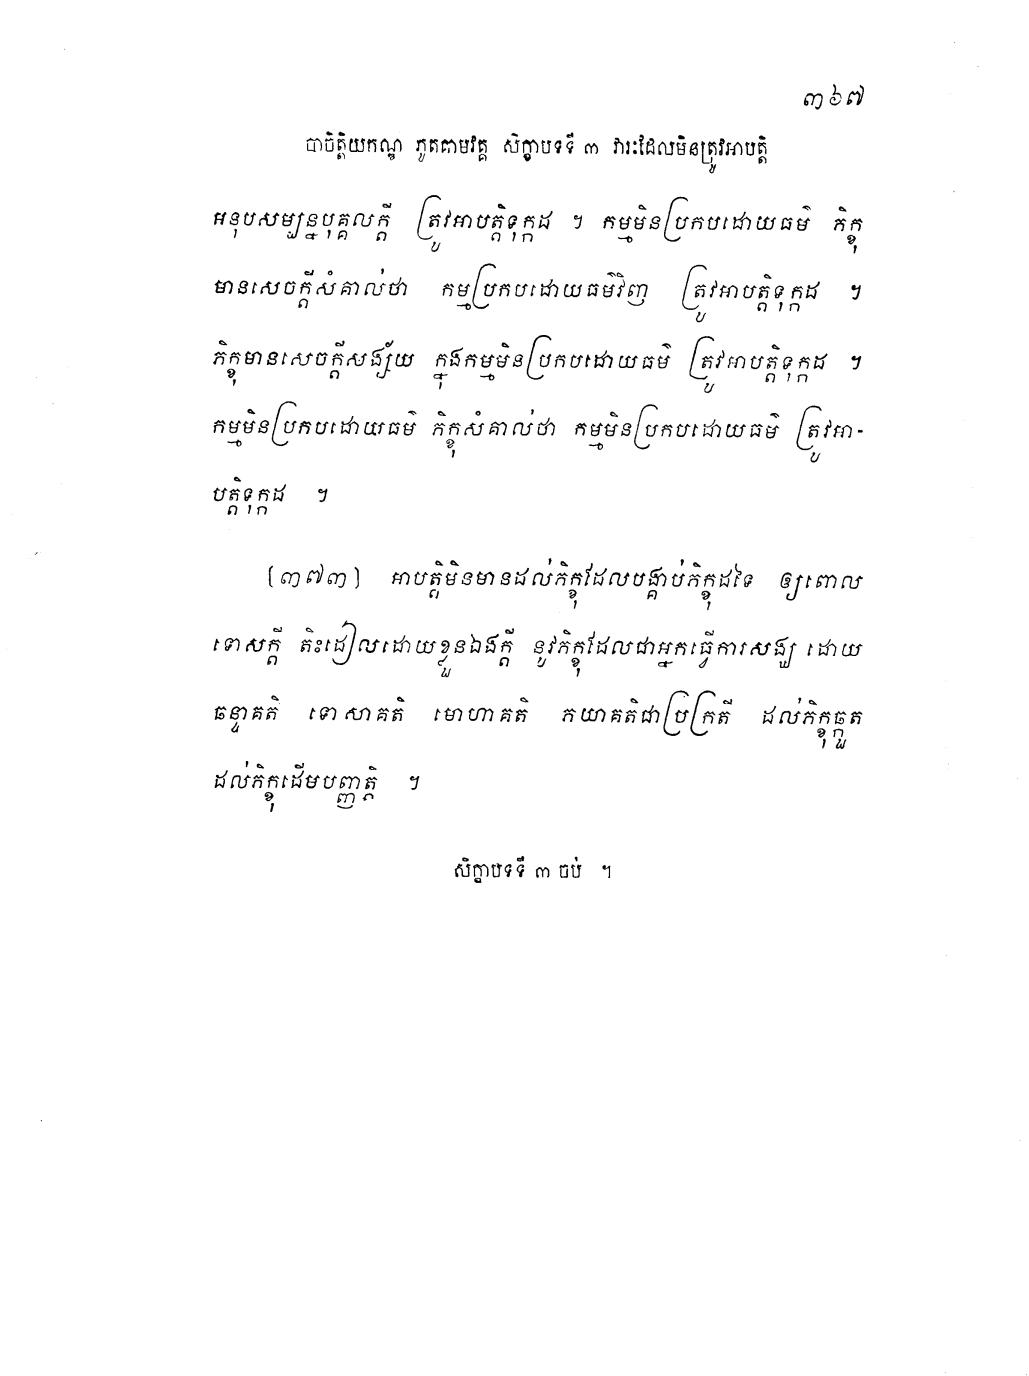 ៣៦៧
បាចិត្តិយកណ្ឌ ភូតគាមវគ្គ សិក្ខាបទទី ៣ វារៈដែលមិនត្រូវអាបត្តិ
អនុបសម្បន្នបុគ្គលក្តី ត្រូវអាបត្តិទុក្កដ ។ កម្មមិនប្រកបដោយធម៌ ភិក្ខុ
មានសេចក្តីសំគាល់ថា កម្មប្រកបដោយធម៌វិញ ត្រូវអាបត្តិទុក្កដ ។
ភិក្ខុមានសេចក្តីសង្ស័យ ក្នុងកម្មមិនប្រកបដោយធម៌ ត្រូវអាបត្តិទុក្កដ ។
កម្មមិនប្រកបដោយធម៌ ភិក្ខុសំគាល់ថា កម្មមិនប្រកបដោយធម៌ ត្រូវអា-
បត្តិទុក្កដ ។
[៣៧៣] អាបត្តិមិនមានដល់ភិក្ខុដែលបង្គាប់ភិក្ខុដទៃ ឲ្យពោល
ទោសក្តី តិះដៀលដោយខ្លួនឯងក្តី នូវភិក្ខុដែលជាអ្នកធ្វើការសង្ឃ ដោយ
ឆន្ទាគតិ ទោសាគតិ មោហាគតិ ភយាគតិជាប្រក្រតី ដល់ភិក្ខុឆ្កួត
ដល់ភិក្ខុដើមបញ្ញត្តិ ។
សិក្ខាបទទី ៣ ចប់ ។